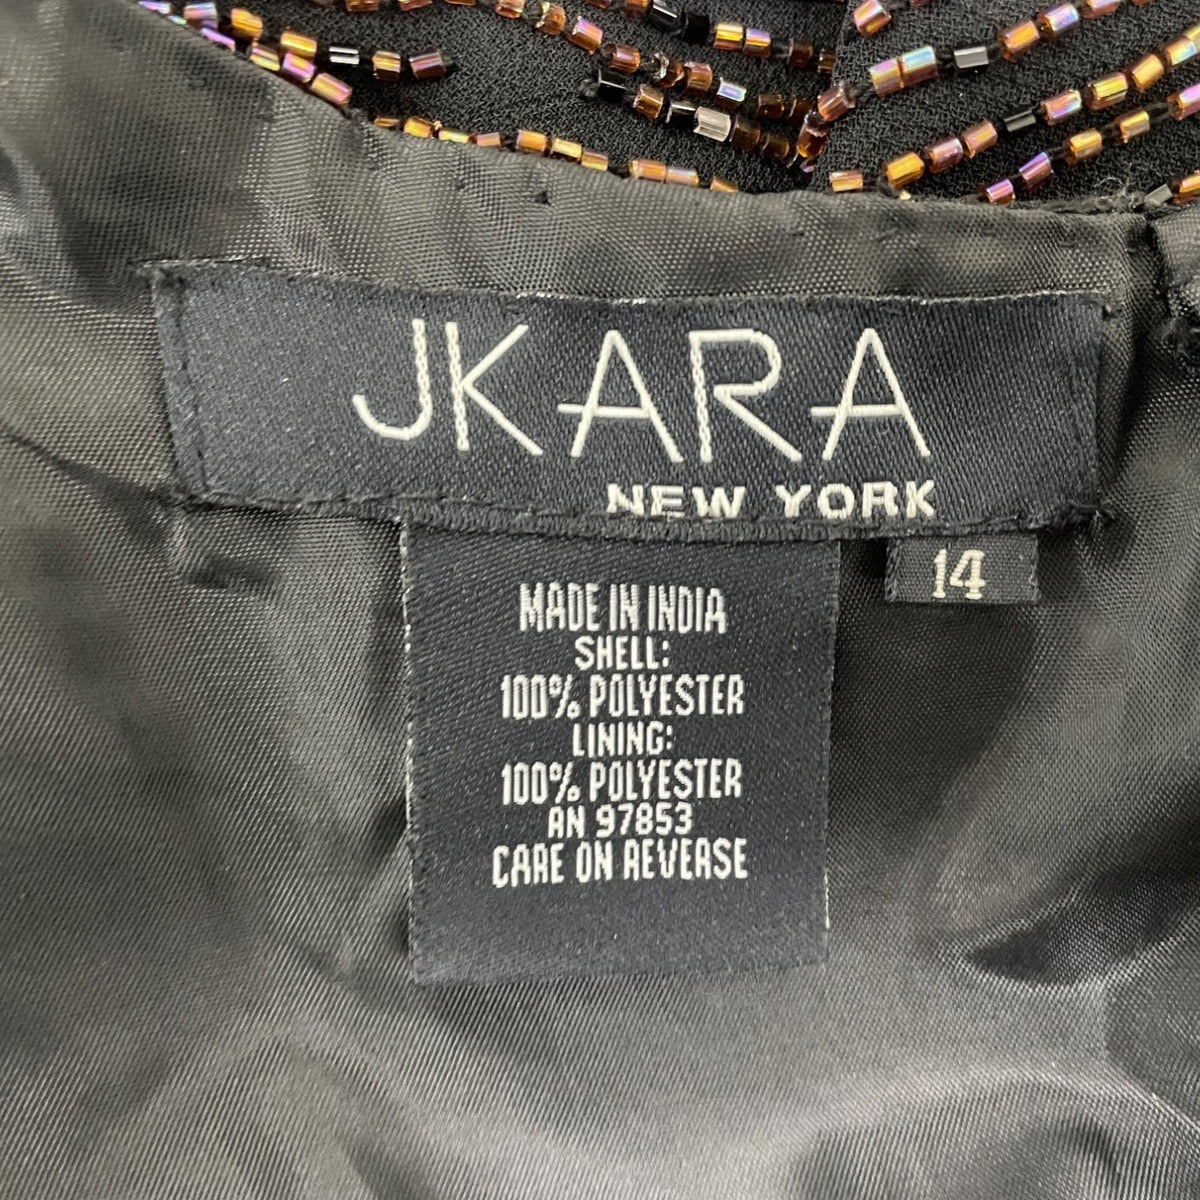 JKARA
NEW YORK
14
MADE IN INDIA
SHELL:
100% POLYESTER
LINING:
100% POLYESTER
AN 97853
CARE ON REVERSE